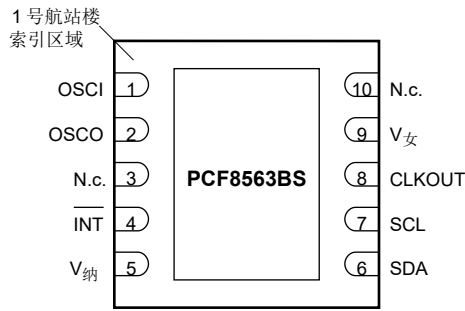 1 号航站楼
索引区域
OSCI 1
OSCO 2
N.c. 3
INT 4
V纳 5
PCF8563BS
10 N.c.
9 V女
8 CLKOUT
7 SCL
6 SDA